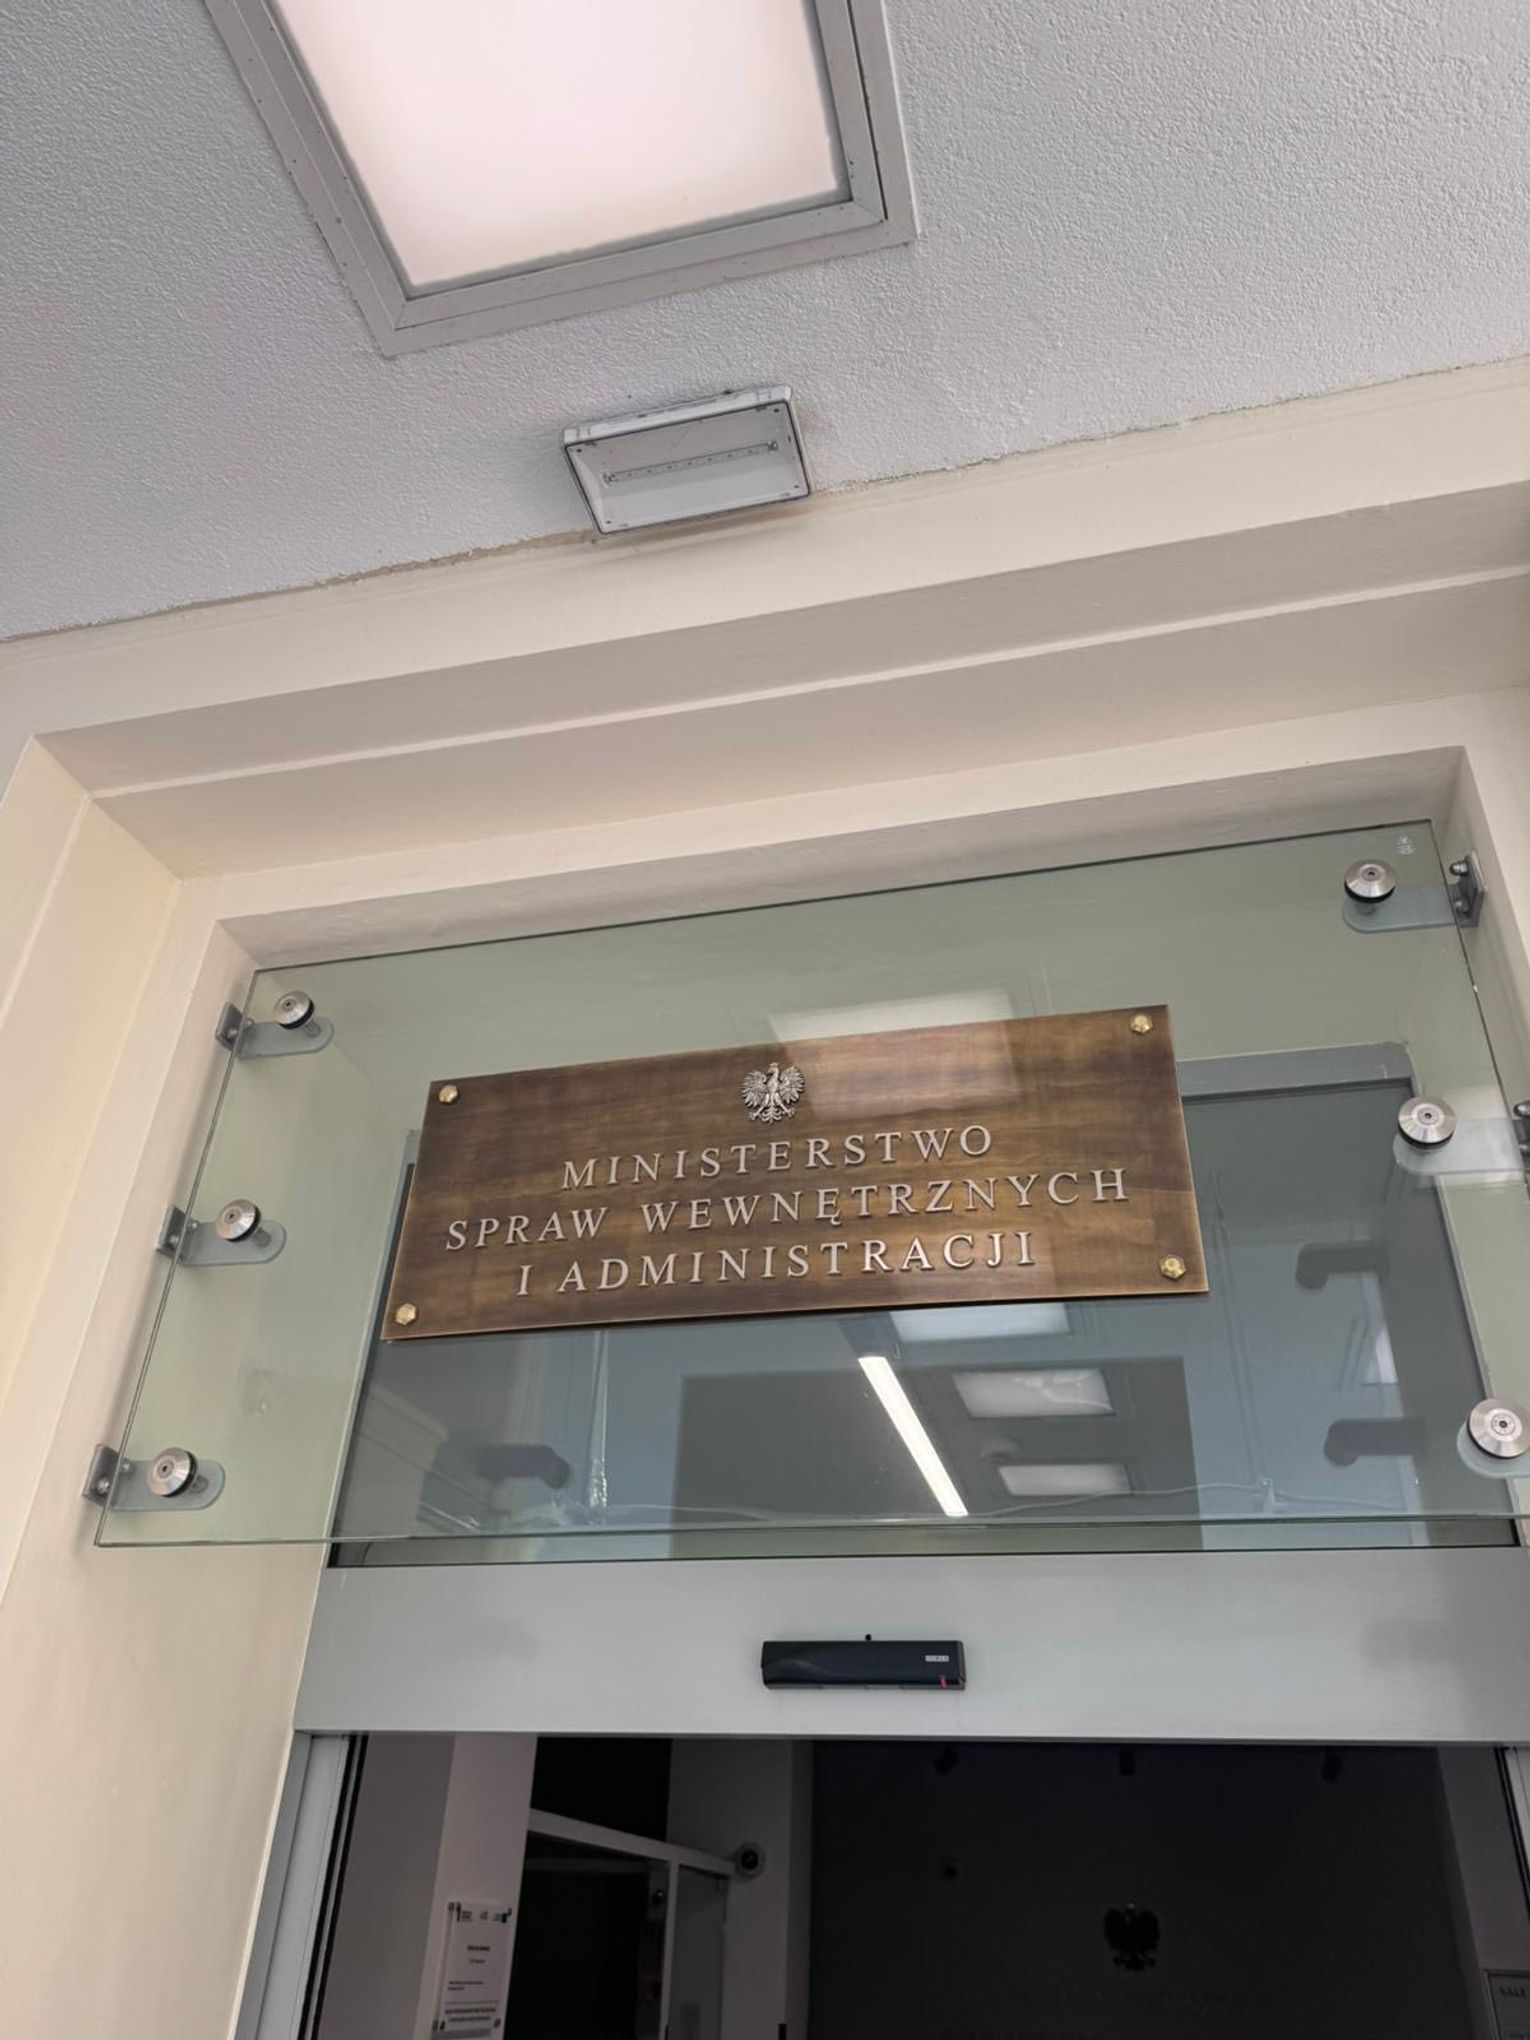 MINISTERSTWO
SPRAW WEWNĘTRZNYCH
I ADMINISTRACJI